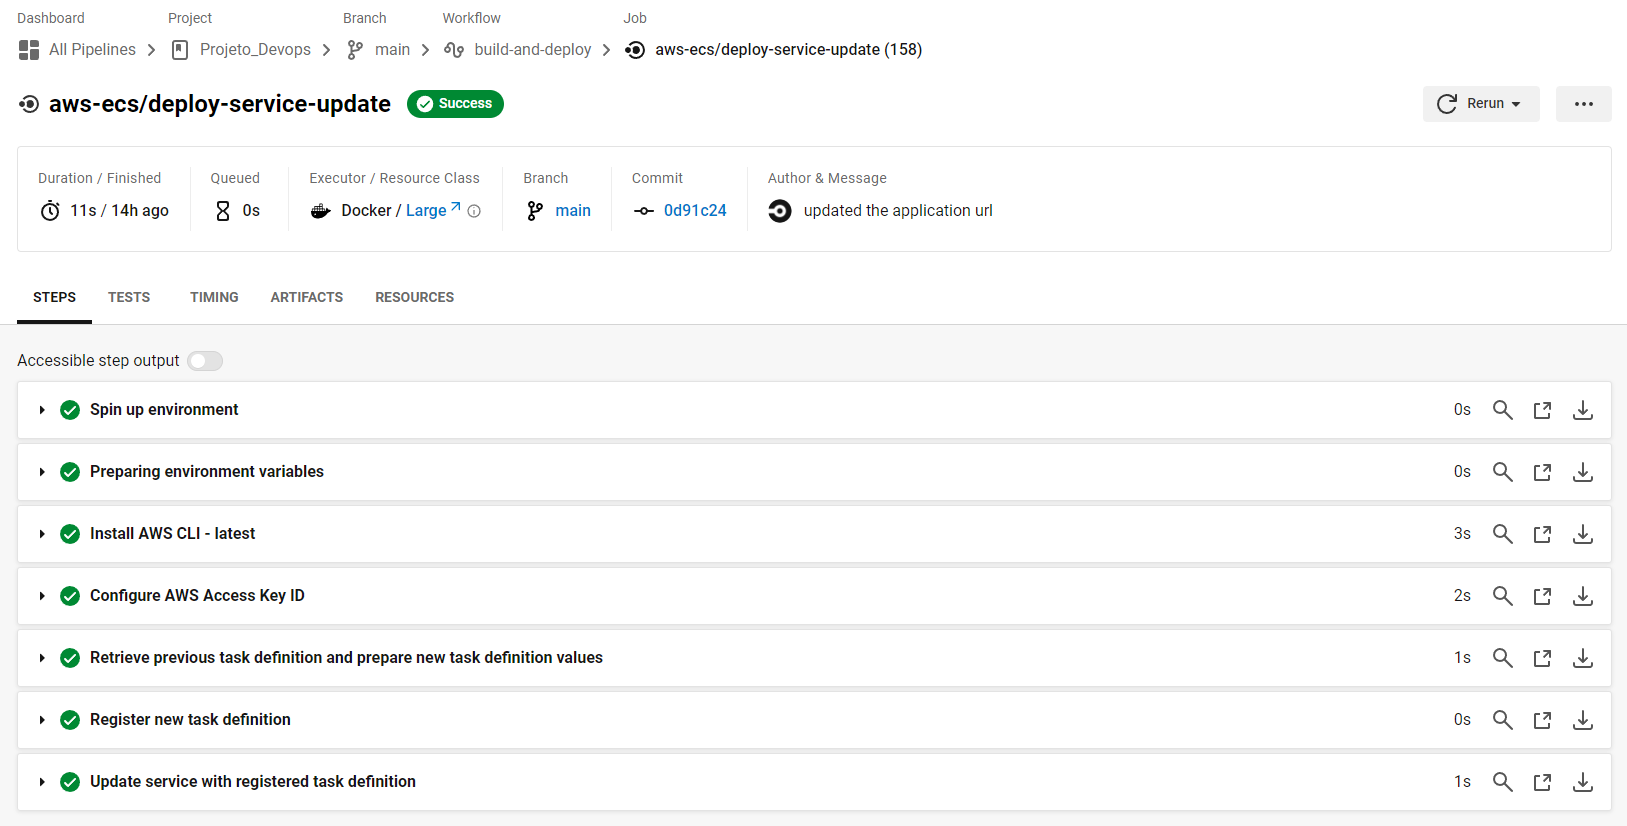 Dashboard Project Branch Workflow Job
All Pipelines Projeto_Devops main build-and-deploy aws-ecs/deploy-service-update (158)
aws-ecs/deploy-service-update Success Rerun
Duration / Finished Queued Executor / Resource Class Branch Commit Author & Message
11s / 14h ago 0s Docker / Large main 0d91c24 updated the application url
STEPS TESTS TIMING ARTIFACTS RESOURCES
Accessible step output
Spin up environment 0s
Preparing environment variables 0s
Install AWS CLI - latest 3s
Configure AWS Access Key ID 2s
Retrieve previous task definition and prepare new task definition values 1s
Register new task definition 0s
Update service with registered task definition 1s